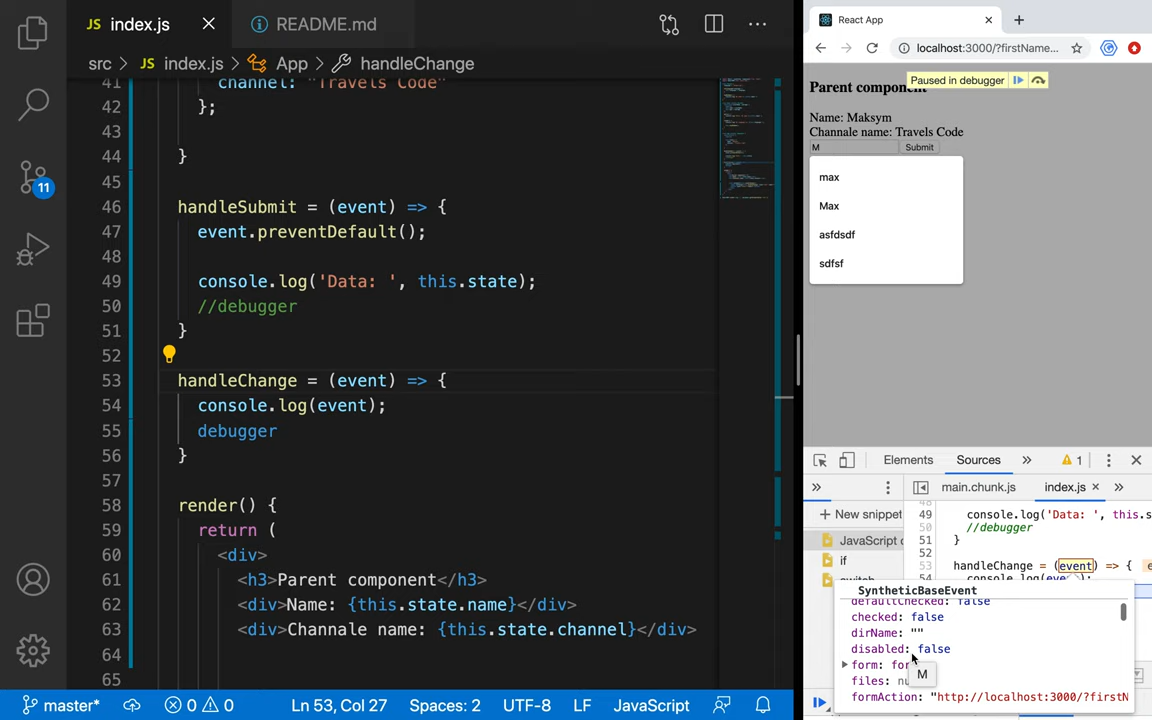 JS index.js
README.md
src > JS index.js > App > handleChange
41 channel: "Travels Code"
42 };
43
44 }
45
46 handleSubmit = (event) => {
47 event.preventDefault();
48
49 console.log('Data: ', this.state);
50 //debugger
51 }
52
53 handleChange = (event) => {
54 console.log(event);
55 debugger
56 }
57
58 render() {
59 return (
60 <div>
61 <h3>Parent component</h3>
62 <div>Name: {this.state.name}</div>
63 <div>Channale name: {this.state.channel}</div>
64
65
11
master* 0 0 Ln 53, Col 27 Spaces: 2 UTF-8 LF JavaScript
React App
localhost:3000/?firstName...
Paused in debugger
Parent component
Name: Maksym
Channale name: Travels Code
M Submit
max
Max
asfdsdf
sdfsf
Elements Sources » 1
» main.chunk.js index.js »
+ New snippet
JavaScript
if
49 console.log('Data: ', this.s
50 //debugger
51 }
52
53 handleChange = (event) => {
SyntheticBaseEvent
defaultChecked: false
checked: false
dirName: ""
disabled: false
form: for
files:
formAction: "http://localhost:3000/?firstN
M